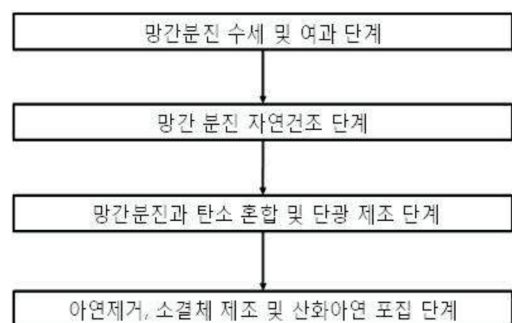 망간분진 수세 및 여과 단계
망간 분진 자연건조 단계
망간분진과 탄소 혼합 및 단광 제조 단계
아연제거, 소결체 제조 및 산화아연 포집 단계